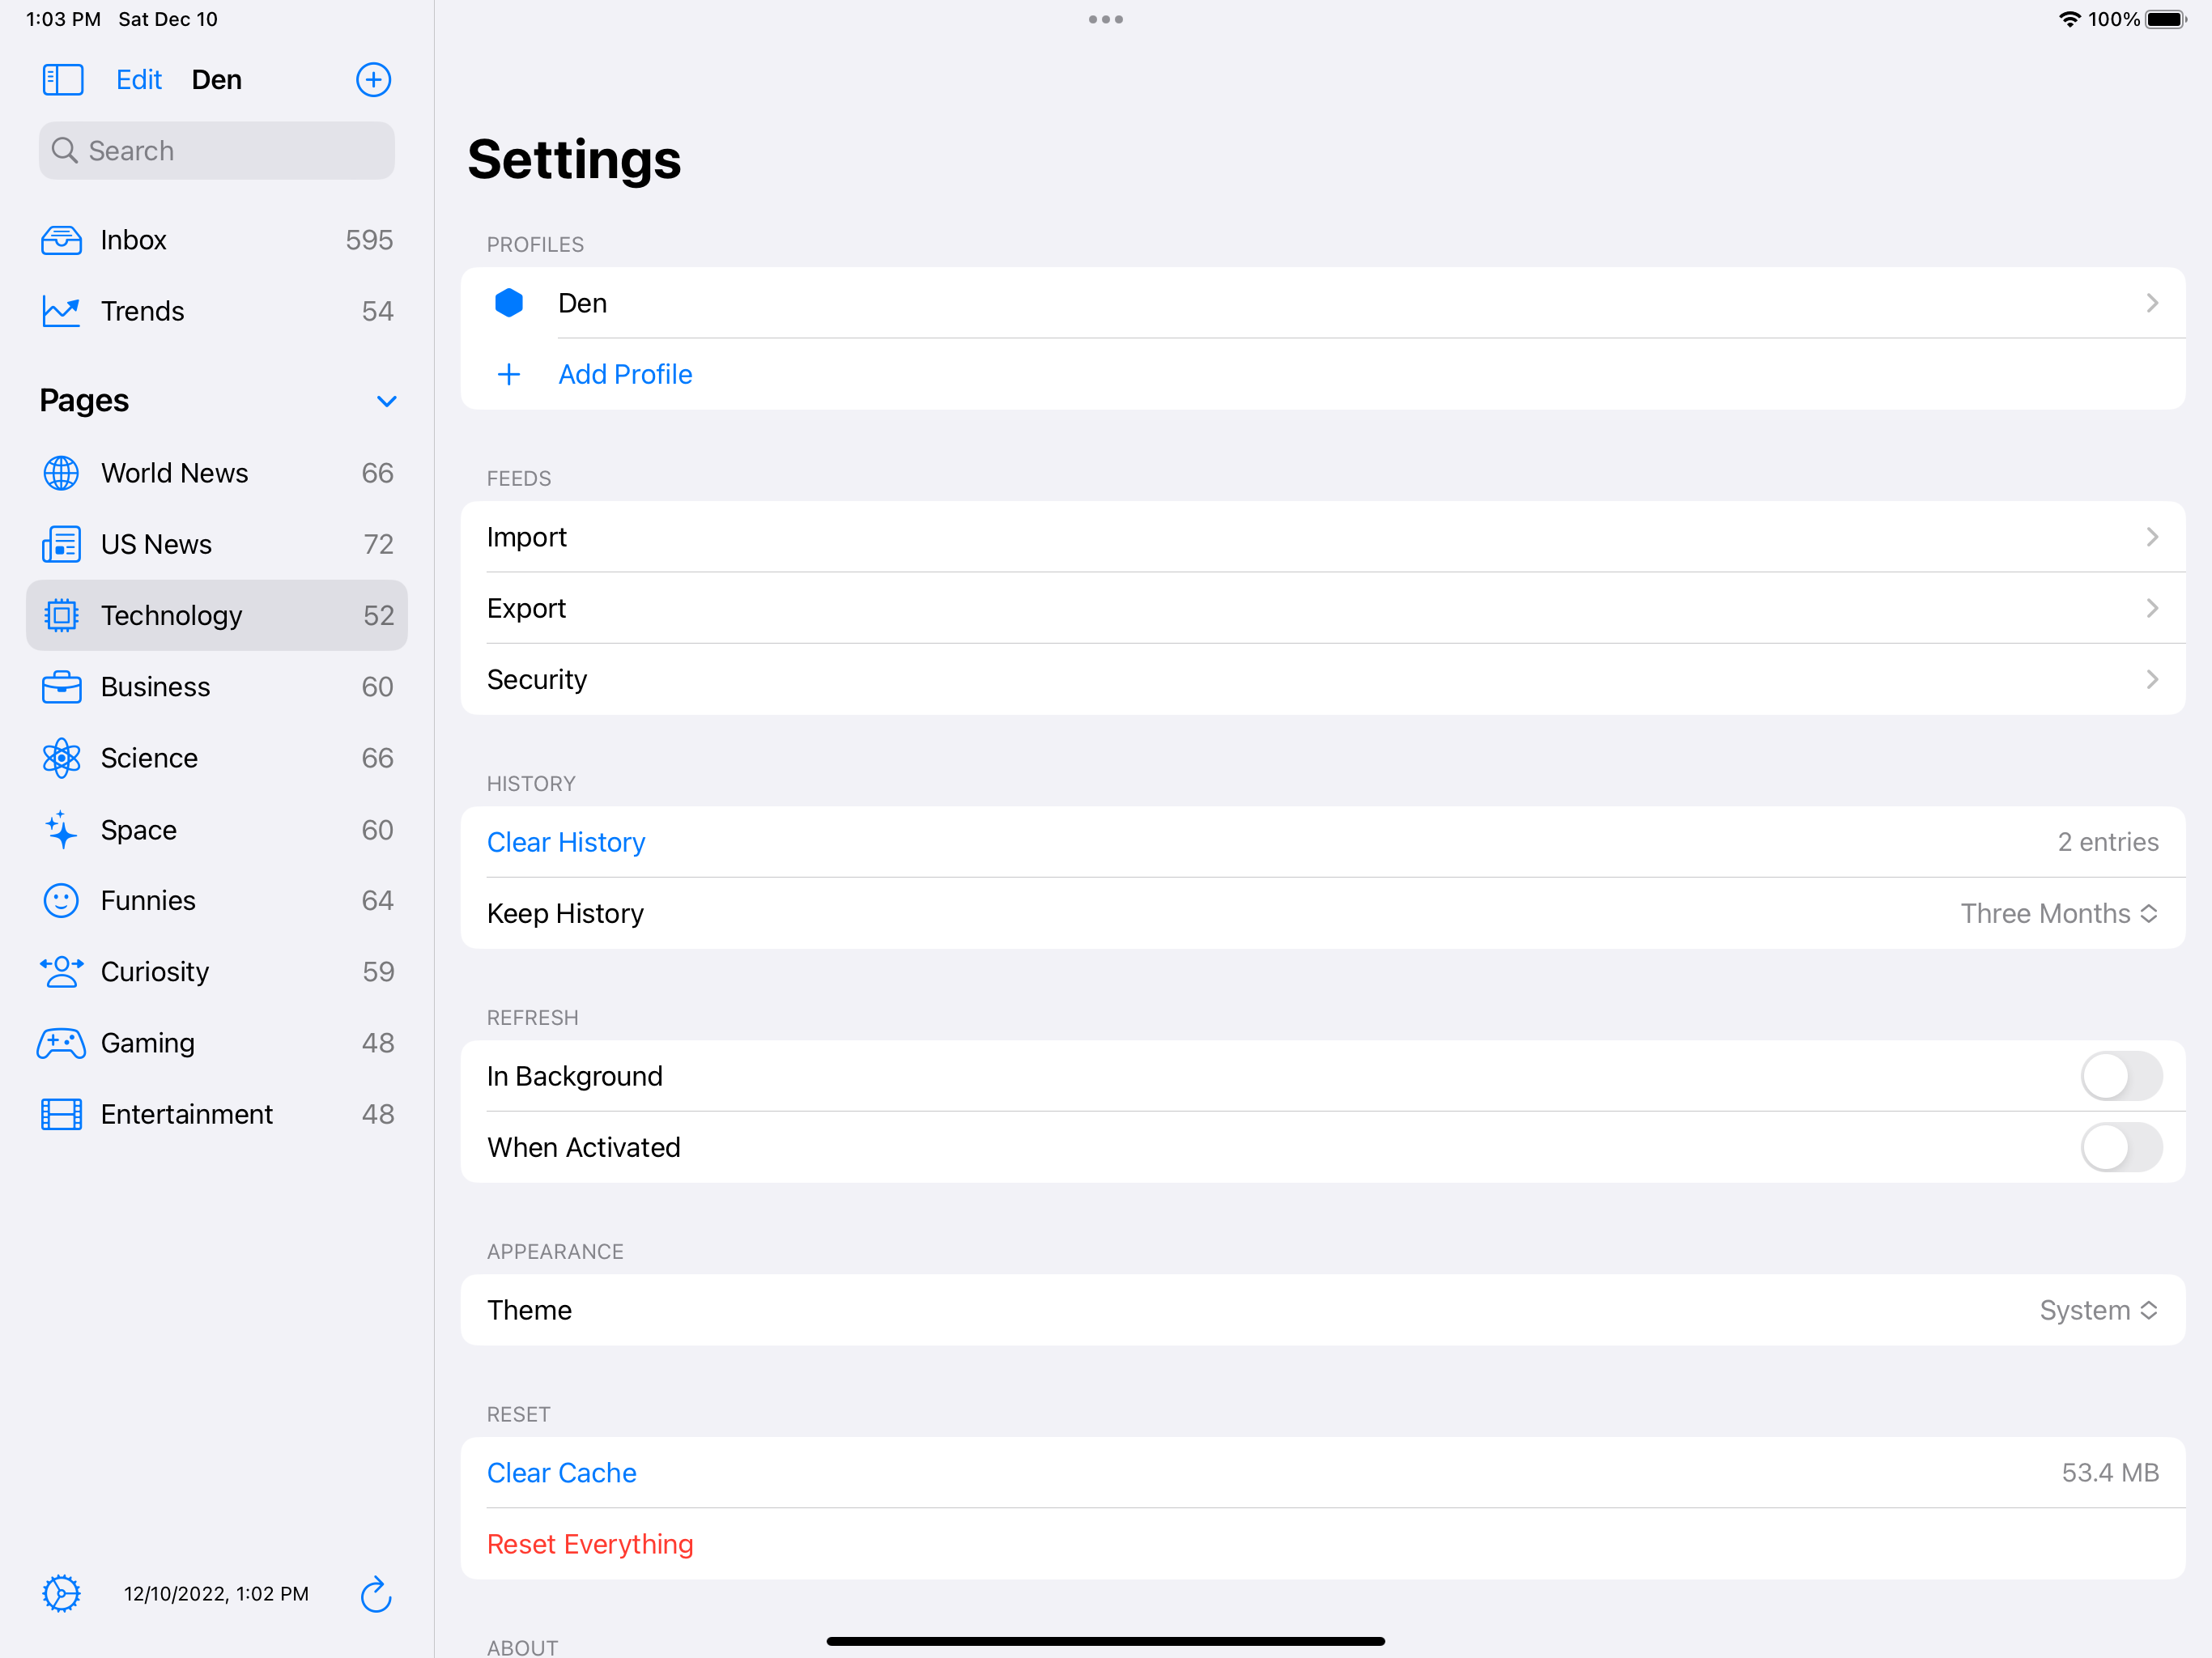 1:03 PM Sat Dec 10
100%
Edit Den
Search
Inbox 595
Trends 54
Pages
World News 66
US News 72
Technology 52
Business 60
Science 66
Space 60
Funnies 64
Curiosity 59
Gaming 48
Entertainment 48
12/10/2022, 1:02 PM
Settings
PROFILES
Den
Add Profile
FEEDS
Import
Export
Security
HISTORY
Clear History 2 entries
Keep History Three Months
REFRESH
In Background
When Activated
APPEARANCE
Theme System
RESET
Clear Cache 53.4 MB
Reset Everything
ABOUT